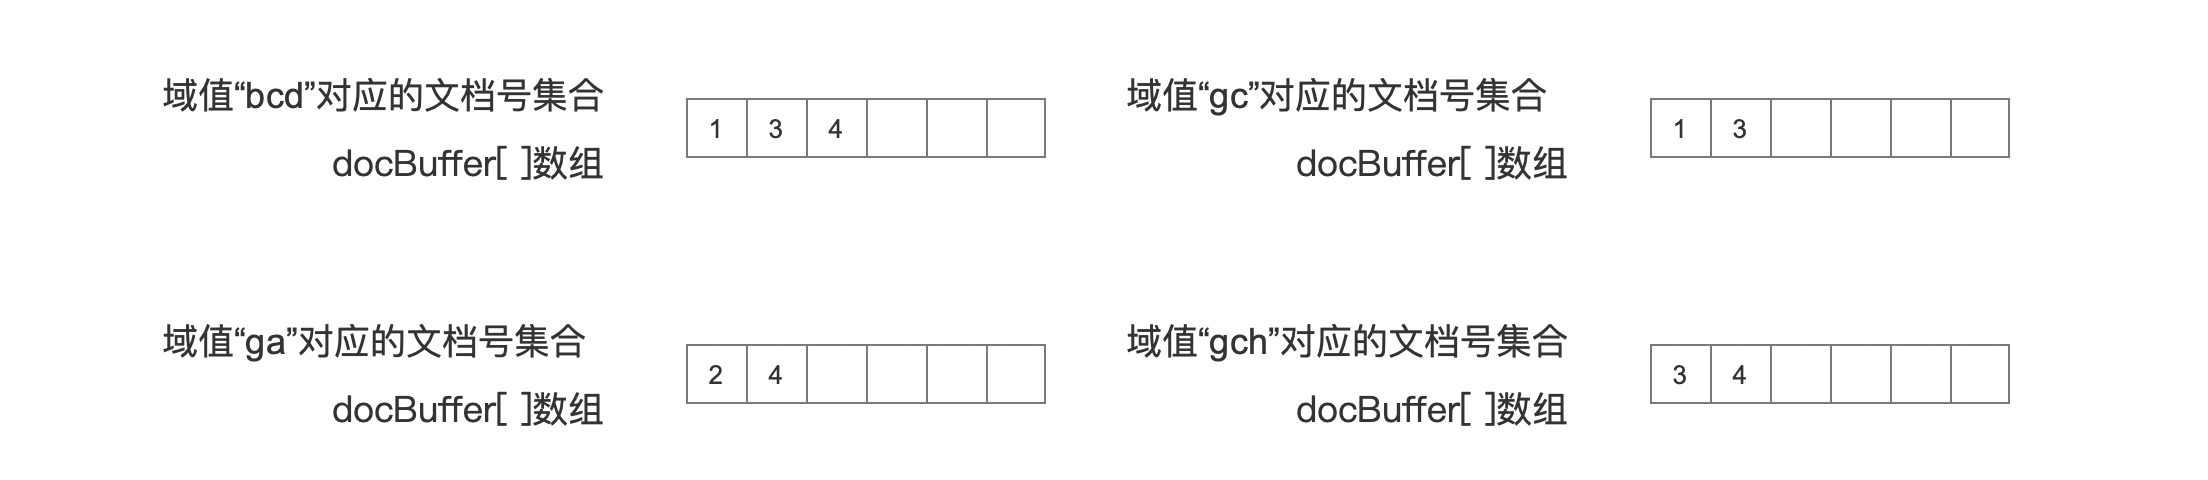 域值“bcd”对应的文档号集合
docBuffer[ ]数组
1 3 4
域值“gc”对应的文档号集合
docBuffer[ ]数组
1 3
域值“ga”对应的文档号集合
docBuffer[ ]数组
2 4
域值“gch”对应的文档号集合
docBuffer[ ]数组
3 4